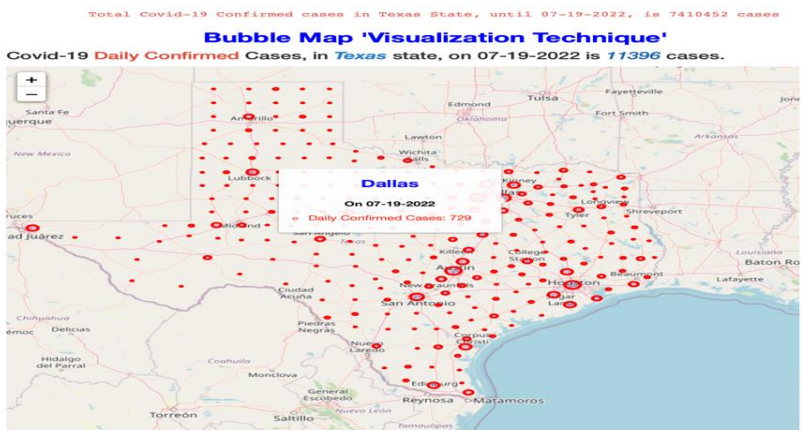 Total Covid-19 Confirmed cases in Texas State, until 07-19-2022, is 7410452 cases
Bubble Map 'Visualization Technique'
Covid-19 Daily Confirmed Cases, in Texas state, on 07-19-2022 is 11396 cases.
+
−
Santa Fe
Edmond
Tulsa
Fayetteville
Fort Smith
Oklahoma
Arkansas
Lawton
New Mexico
Wichita
Lubbock
Dallas
On 07-19-2022
Daily Confirmed Cases: 729
Longview
Tyler
Shreveport
Midland
ad Juárez
Texas
Killeen
College
Station
Austin
Louisiana
Baton Ro
Beaumont
Lafayette
Houston
Ciudad
Acuña
New Braunfels
San Antonio
Sugar
Land
Chihuahua
Delicias
Piedras
Negras
Hidalgo
del Parral
Nuevo
Laredo
Corpus
Christi
Coahuila
Monclova
General
Escobedo
Edinburg
Reynosa
Matamoros
Nuevo León
Torreón
Saltillo
Tamaulipas